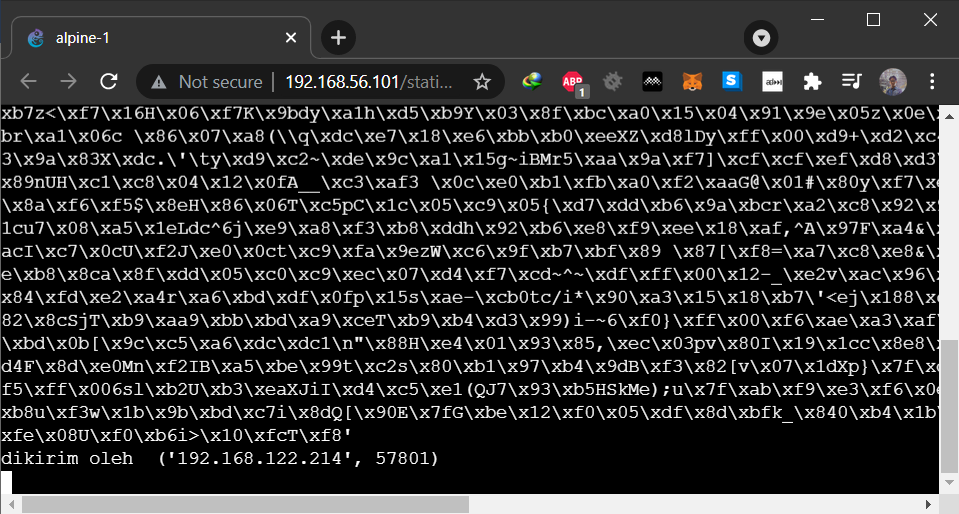 alpine-1
Not secure | 192.168.56.101/stati...
ABP
1
S
xb7z<\xf7\x16H\x06\xf7K\x9bdy\xa1h\xd5\xb9Y\x03\x8f\xbc\xa0\x15\x04\x91\x9e\x05z\x0e\
br\xa1\x06c \x86\x07\xa8(\\q\xdc\xe7\x18\xe6\xbb\xb0\xeeXZ\xd8lDy\xff\x00\xd9+\xd2\xc4
3\x9a\x83X\xdc.\'\ty\xd9\xc2~\xde\x9c\xa1\x15g~iBMr5\xaa\x9a\xf7]\xcf\xcf\xef\xd8\xd3\
x89nUH\xc1\xc8\x04\x12\x0fA__\xc3\xaf3 \x0c\xe0\xb1\xfb\xa0\xf2\xaaG@\x01#\x80y\xf7\xe
\x8a\xf6\xf5$\x8eH\x86\x06T\xc5pC\x1c\x05\xc9\x05{\xd7\xdd\xb6\x9a\xbcr\xa2\xc8\x92\x9
1cu7\x08\xa5\x1eLdc^6j\xe9\xa8\xf3\xb8\xddh\x92\xb6\xe8\xf9\xee\x18\xaf,^A\x97F\xa4&\x
acI\xc7\x0cU\xf2J\xe0\x0ct\xc9\xfa\x9ezW\xc6\x9f\xb7\xbf\x89 \x87[\xf8=\xa7\xc8\xe8&\x
e\xb8\x8ca\x8f\xdd\x05\xc0\xc9\xec\x07\xd4\xf7\xcd~^~\xdf\xff\x00\x12-_\xe2v\xac\x96\x
x84\xfd\xe2\xa4r\xa6\xbd\xdf\x0fp\x15s\xae-\xcb0tc/i*\x90\xa3\x15\x18\xb7\'<ej\x188\x
82\x8cSjT\xb9\xaa9\xbb\xbd\xa9\xceT\xb9\xb4\xd3\x99)i-~6\xf0}\xff\x00\xf6\xae\xa3\xaf\
\xbd\x0b[\x9c\xc5\xa6\xdc\xdc1\n"\x88H\xe4\x01\x93\x85,\xec\x03pv\x80I\x19\x1cc\x8e8\
d4F\x8d\xe0Mn\xf2IB\xa5\xbe\x99t\xc2s\x80\xb1\x97\xb4\x9dB\xf3\x82[v\x07\x1dXp}\x7f\x
f5\xff\x006sl\xb2U\xb3\xeaXJiI\xd4\xc5\xe1(QJ7\x93\xb5HSkMe);u\x7f\xab\xf9\xe3\xf6\x0e
xb8u\xf3w\x1b\x9b\xbd\xc7i\x8dQ[\x90E\x7fG\xbe\x12\xf0\x05\xdf\x8d\xbfk_\x840\xb4\x1b\
xfe\x08U\xf0\xb6i>\x10\xfcT\xf8'
dikirim oleh  ('192.168.122.214', 57801)